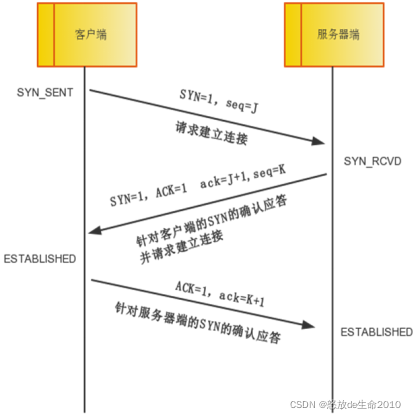 客户端
服务器端
SYN_SENT
SYN=1, seq=J
请求建立连接
SYN_RCVD
SYN=1, ACK=1 ack=J+1,seq=K
针对客户端的SYN的确认应答
并请求建立连接
ESTABLISHED
ACK=1, ack=K+1
针对服务器端的SYN的确认应答
ESTABLISHED
CSDN @怒放de生命2010